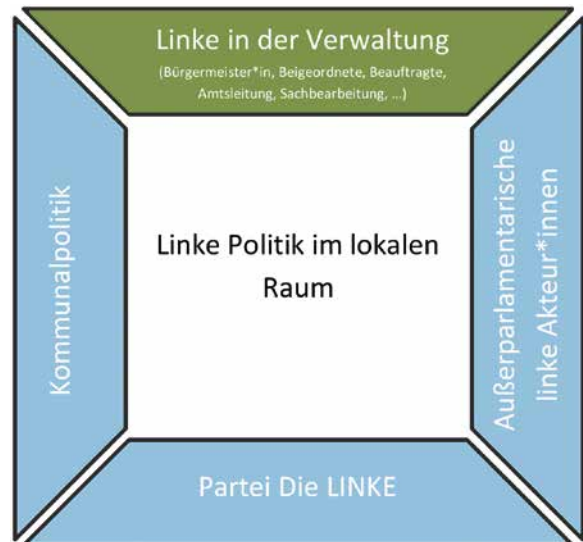 Linke in der Verwaltung
(Bürgermeister*in, Beigeordnete, Beauftragte,
Amtsleitung, Sachbearbeitung, ...)
Kommunalpolitik
Linke Politik im lokalen
Raum
Außerparlamentarische
linke Akteur*innen
Partei Die LINKE